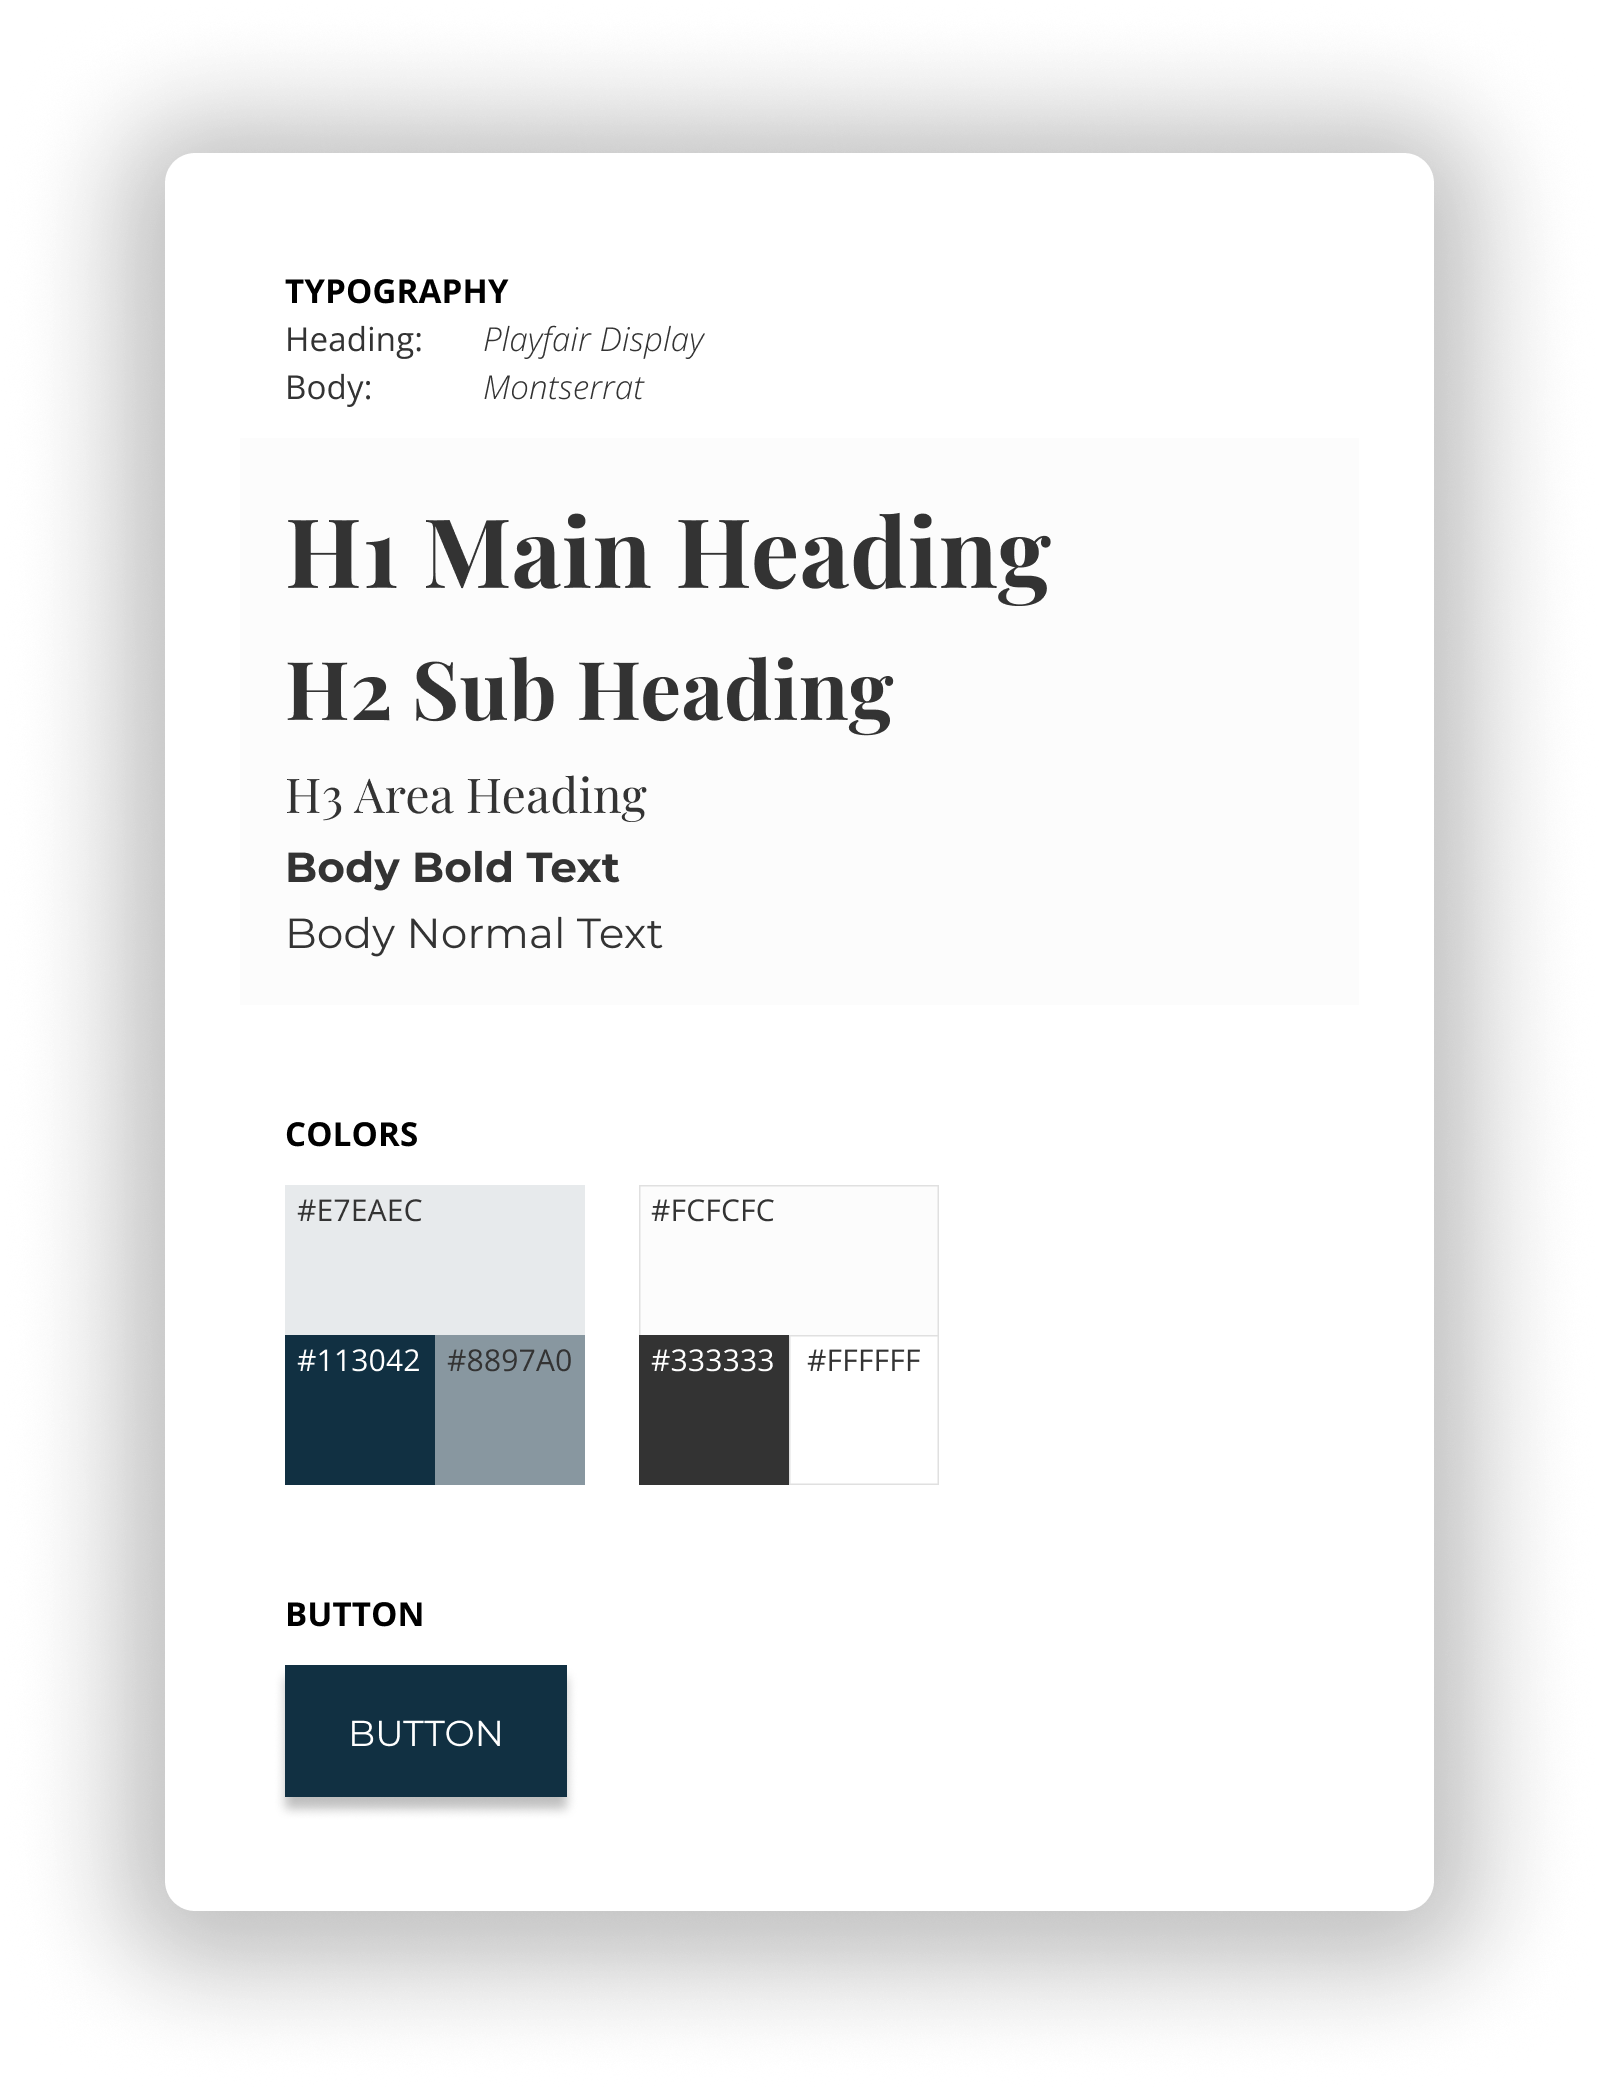 TYPOGRAPHY
Heading: Playfair Display
Body: Montserrat
H1 Main Heading
H2 Sub Heading
H3 Area Heading
Body Bold Text
Body Normal Text
COLORS
#E7EAEC #FCFCFC
#113042 #8897A0 #333333 #FFFFFF
BUTTON
BUTTON